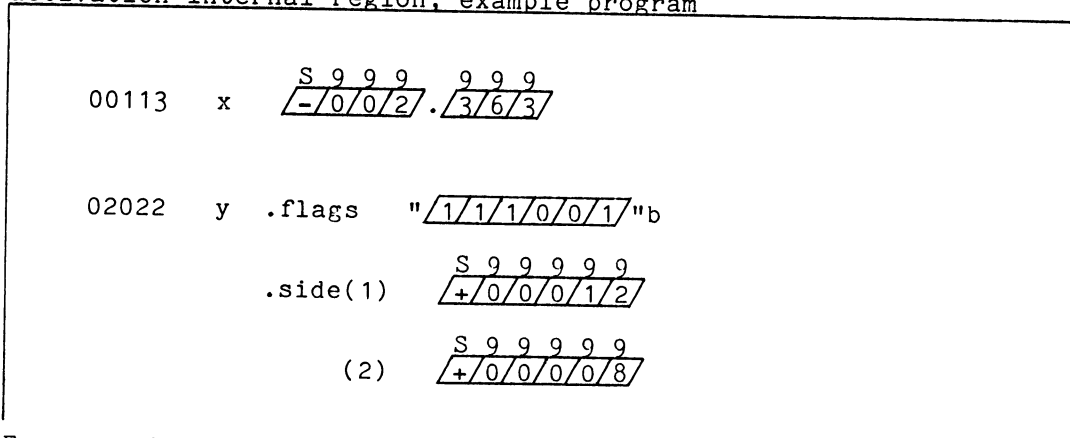 activation internal region, example program
S 9 9 9 9 9 9
00113 x /-/0/0/2/./3/6/3/
02022 y .flags "/1/1/1/0/0/1/"b
S 9 9 9 9 9
.side(1) /+/0/0/0/1/2/
S 9 9 9 9 9
(2) /+/0/0/0/0/8/